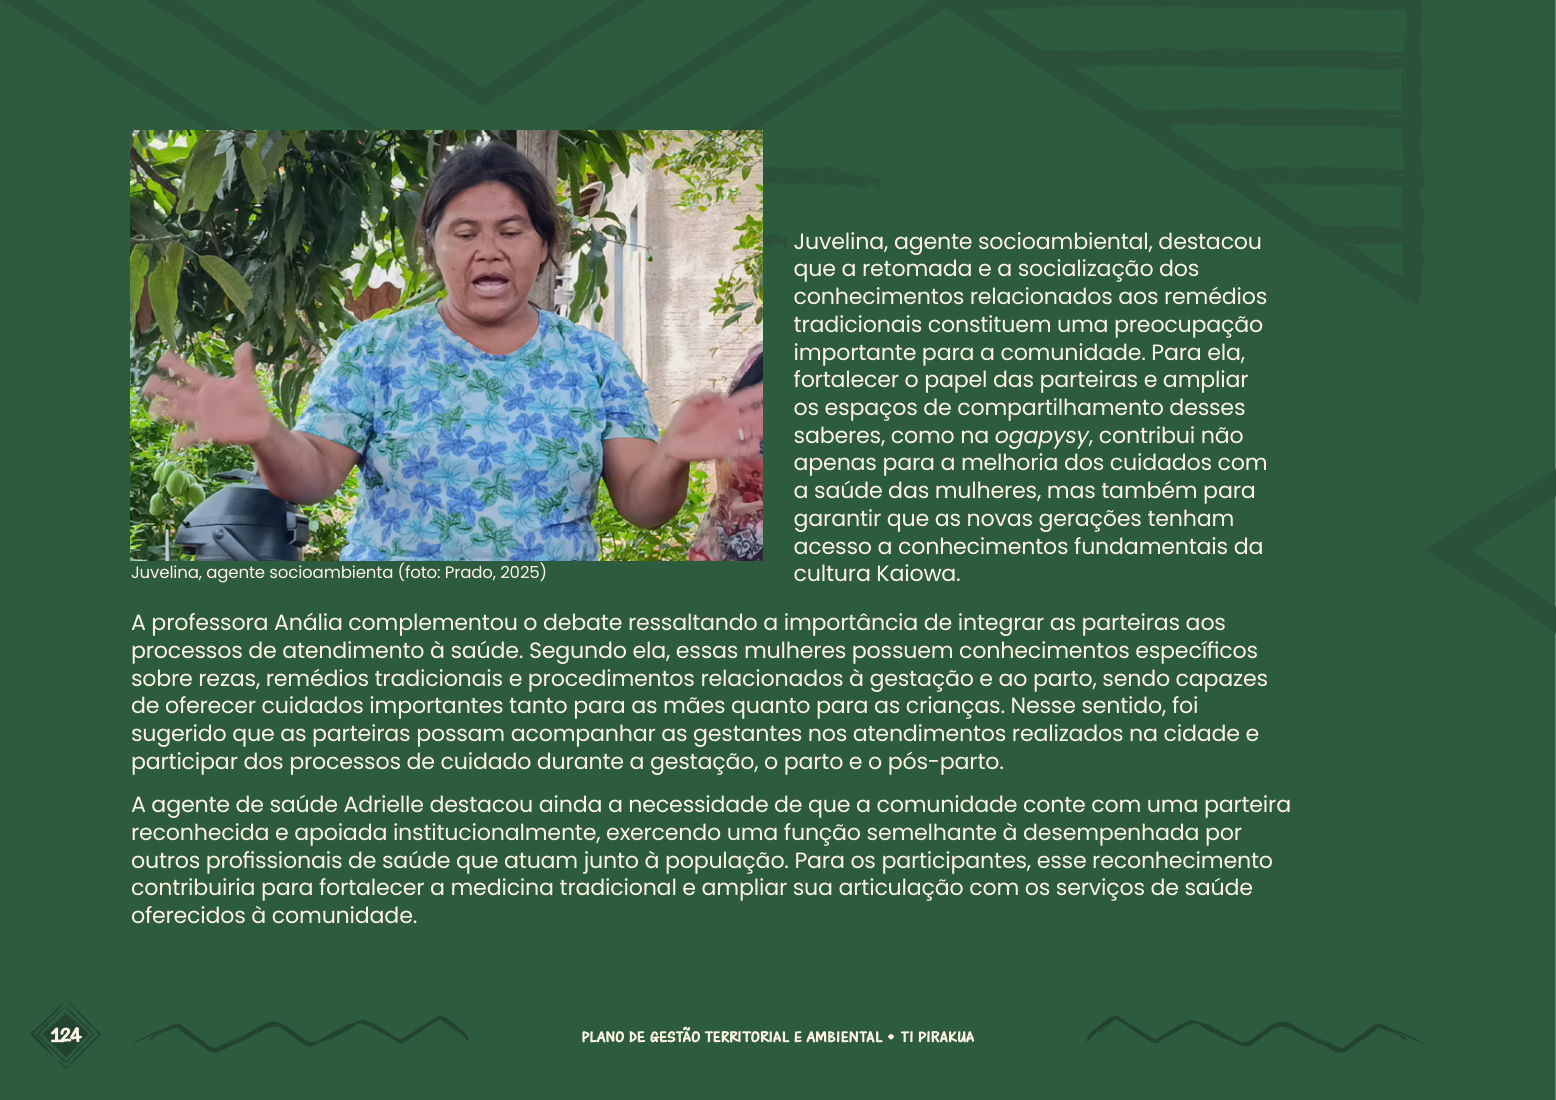 Juvelina, agente socioambiental, destacou
que a retomada e a socialização dos
conhecimentos relacionados aos remédios
tradicionais constituem uma preocupação
importante para a comunidade. Para ela,
fortalecer o papel das parteiras e ampliar
os espaços de compartilhamento desses
saberes, como na ogapysy, contribui não
apenas para a melhoria dos cuidados com
a saúde das mulheres, mas também para
garantir que as novas gerações tenham
acesso a conhecimentos fundamentais da
cultura Kaiowa.
Juvelina, agente socioambienta (foto: Prado, 2025)
A professora Anália complementou o debate ressaltando a importância de integrar as parteiras aos
processos de atendimento à saúde. Segundo ela, essas mulheres possuem conhecimentos específicos
sobre rezas, remédios tradicionais e procedimentos relacionados à gestação e ao parto, sendo capazes
de oferecer cuidados importantes tanto para as mães quanto para as crianças. Nesse sentido, foi
sugerido que as parteiras possam acompanhar as gestantes nos atendimentos realizados na cidade e
participar dos processos de cuidado durante a gestação, o parto e o pós-parto.
A agente de saúde Adrielle destacou ainda a necessidade de que a comunidade conte com uma parteira
reconhecida e apoiada institucionalmente, exercendo uma função semelhante à desempenhada por
outros profissionais de saúde que atuam junto à população. Para os participantes, esse reconhecimento
contribuiria para fortalecer a medicina tradicional e ampliar sua articulação com os serviços de saúde
oferecidos à comunidade.
124
PLANO DE GESTÃO TERRITORIAL E AMBIENTAL • TI PIRAKUA